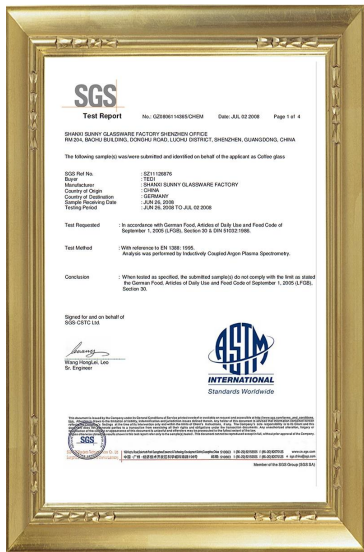 SGS
Test Report No.: GZ0806114365/CHEM Date: JUL 02 2008 Page 1 of 4
SHANXI SUNNY GLASSWARE FACTORY SHENZHEN OFFICE
RM 204, BAOHU BUILDING, DONGHU ROAD, LUOHU DISTRICT, SHENZHEN, GUANGDONG, CHINA
The following sample(s) was/were submitted and identified on behalf of the applicant as Coffee glass
SGS Ref No. : SZ11126876
Buyer : TEDI
Manufacturer : SHANXI SUNNY GLASSWARE FACTORY
Country of Origin : CHINA
Country of Destination : GERMANY
Sample Receiving Date : JUN 26, 2008
Testing Period : JUN 26, 2008 TO JUL 02 2008
Test Requested : In accordance with German Food, Articles of Daily Use and Food Code of
September 1, 2005 (LFGB), Section 30 & DIN 51032:1986.
Test Method : With reference to EN 1388: 1995.
Analysis was performed by Inductively Coupled Argon Plasma Spectrometry.
Conclusion : When tested as specified, the submitted sample(s) do not comply with the limit as stated
the German Food, Articles of Daily Use and Food Code of September 1, 2005 (LFGB),
Section 30.
Signed for and on behalf of
SGS-CSTC Ltd.
Wang HongLei, Leo
Sr. Engineer
ASTM
INTERNATIONAL
Standards Worldwide
SGS
Member of the SGS Group (SGS SA)